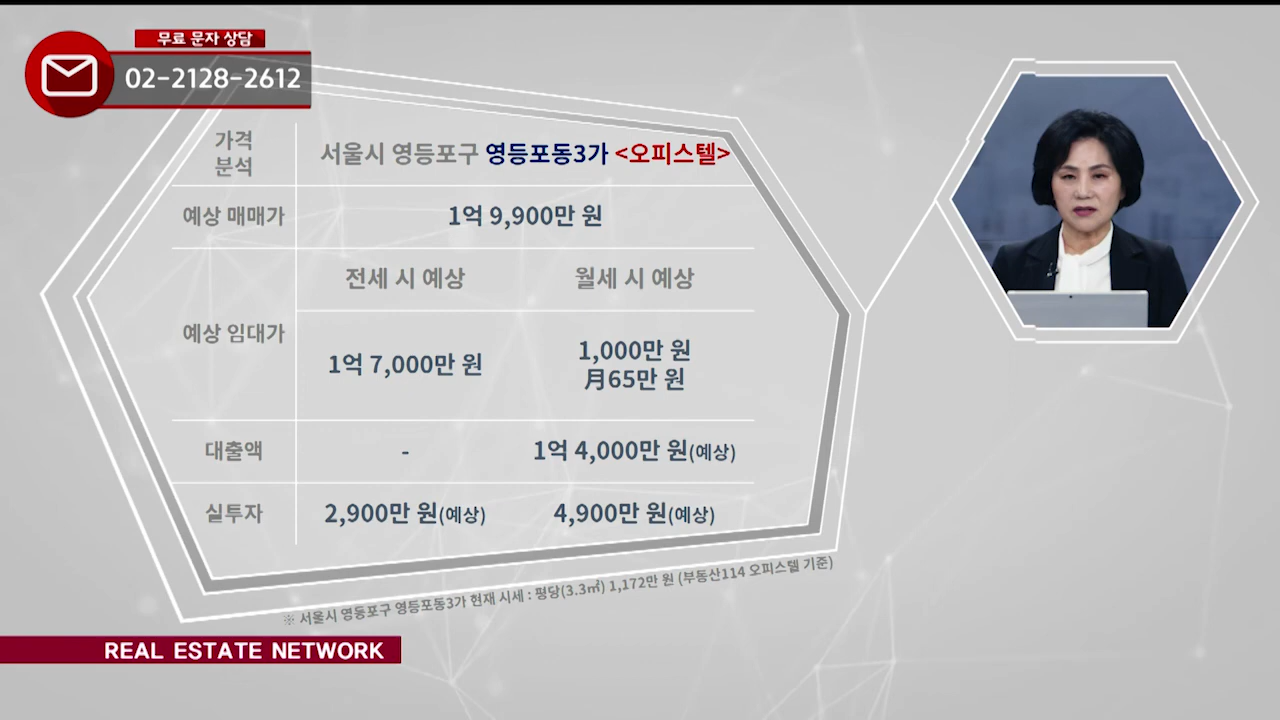 무료 문자 상담
02-2128-2612
가격
분석
서울시 영등포구 영등포동3가 <오피스텔>
예상 매매가
1억 9,900만 원
전세 시 예상
월세 시 예상
예상 임대가
1억 7,000만 원
1,000만 원
月65만 원
대출액
-
1억 4,000만 원(예상)
실투자
2,900만 원(예상)
4,900만 원(예상)
※ 서울시 영등포구 영등포동3가 현재 시세 : 평당(3.3㎡) 1,172만 원 (부동산114 오피스텔 기준)
REAL ESTATE NETWORK